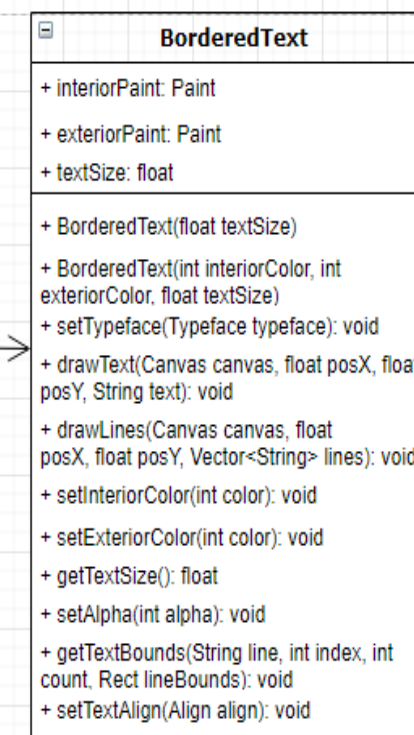 BorderedText
+ interiorPaint: Paint
+ exteriorPaint: Paint
+ textSize: float
+ BorderedText(float textSize)
+ BorderedText(int interiorColor, int
exteriorColor, float textSize)
+ setTypeface(Typeface typeface): void
+ drawText(Canvas canvas, float posX, float
posY, String text): void
+ drawLines(Canvas canvas, float
posX, float posY, Vector<String> lines): void
+ setInteriorColor(int color): void
+ setExteriorColor(int color): void
+ getTextSize(): float
+ setAlpha(int alpha): void
+ getTextBounds(String line, int index, int
count, Rect lineBounds): void
+ setTextAlign(Align align): void